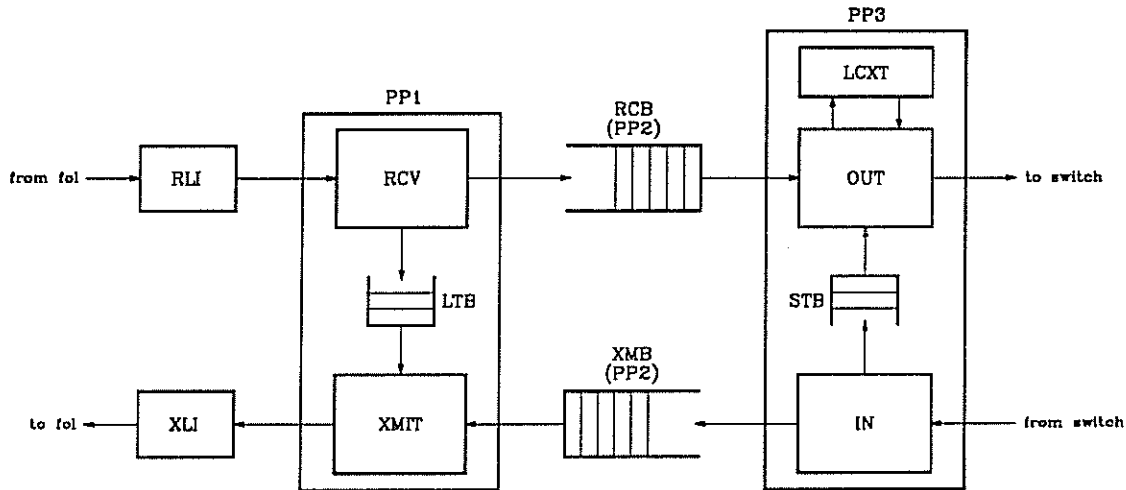 PP3
LCXT
PP1
RCB
(PP2)
from fol
RLI
RCV
OUT
to switch
LTB
STB
XMB
(PP2)
to fol
XLI
XMIT
IN
from switch